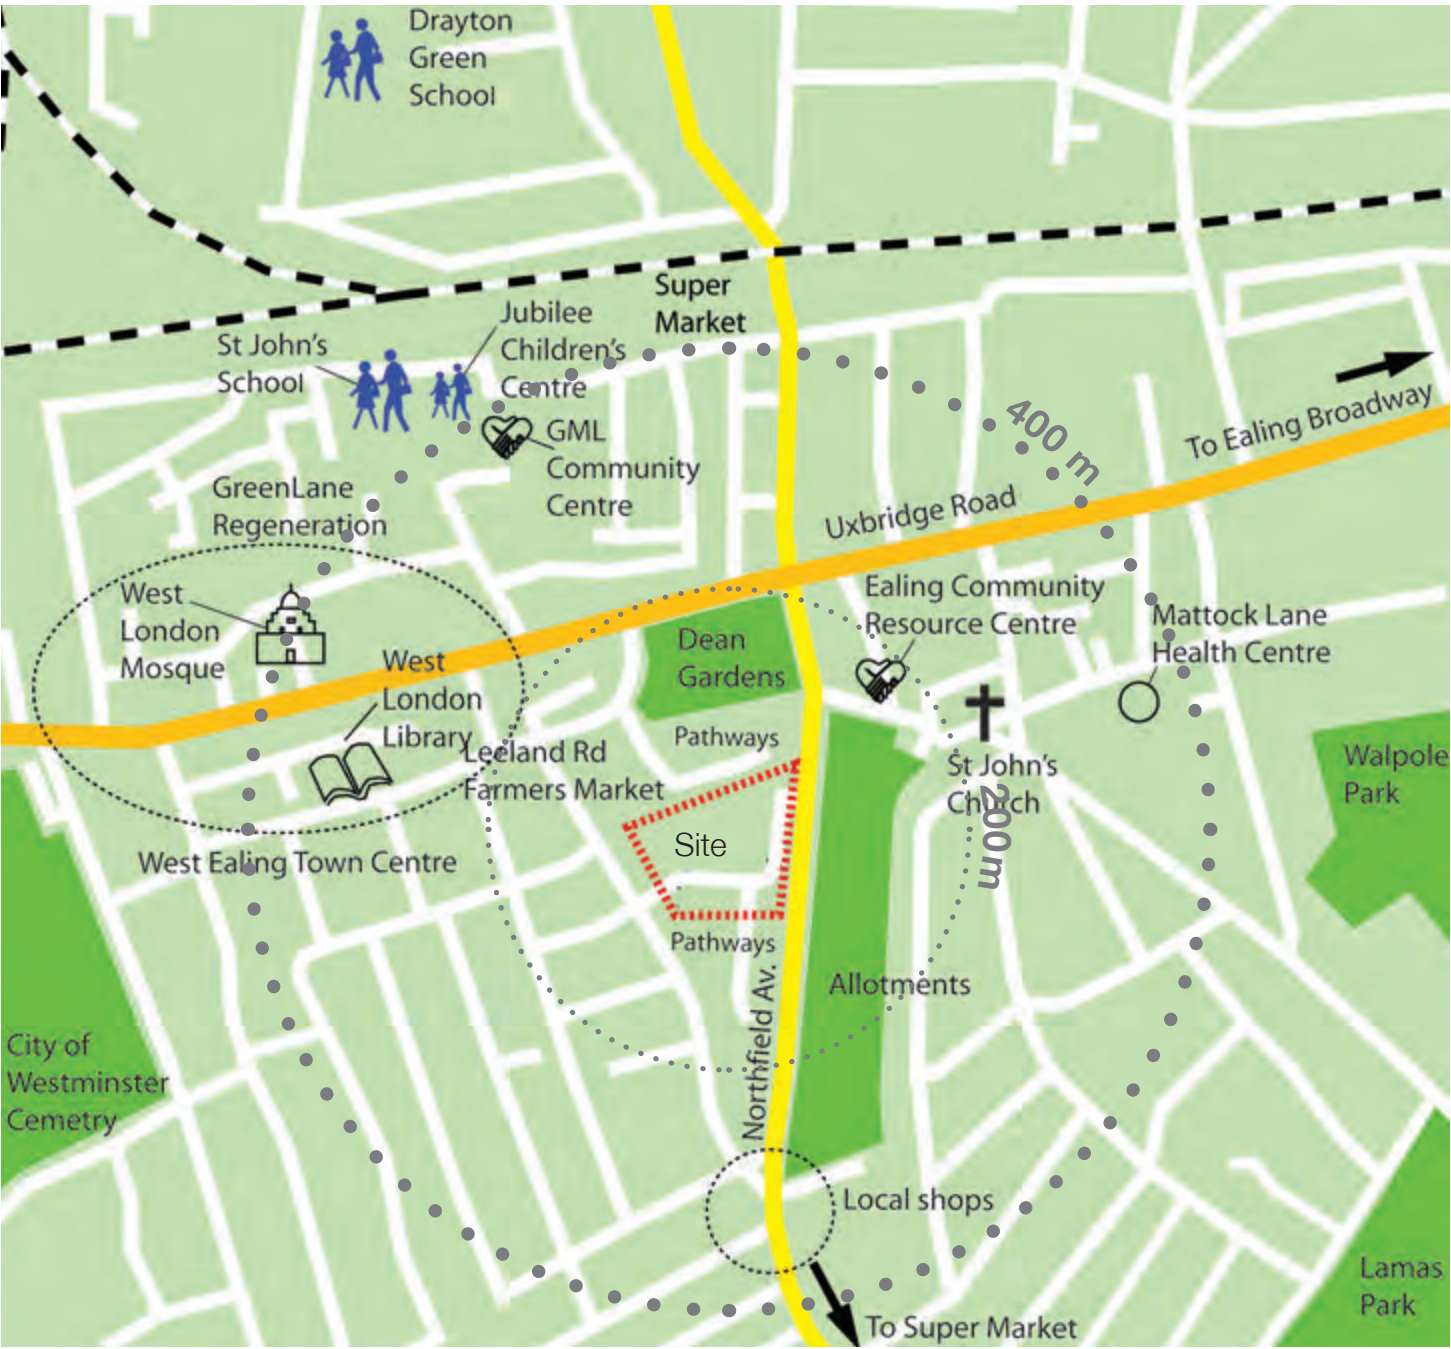 Drayton
Green
School
Super
Market
Jubilee
Children's
Centre
St John's
School
GML
Community
Centre
400 m
To Ealing Broadway
Uxbridge Road
GreenLane
Regeneration
West
London
Mosque
Ealing Community
Resource Centre
Mattock Lane
Health Centre
Dean
Gardens
West
London
Library
Pathways
Leeland Rd
Farmers Market
St John's
Church
200m
Walpole
Park
Site
West Ealing Town Centre
Pathways
Allotments
Northfield Av.
City of
Westminster
Cemetry
Local shops
Lamas
Park
To Super Market